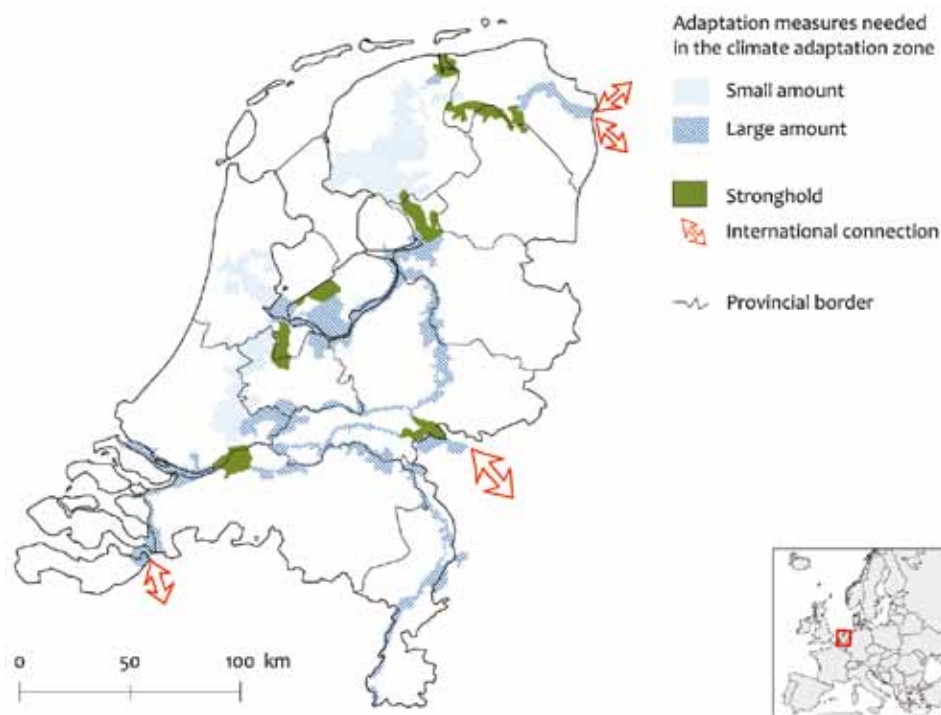 Adaptation measures needed
in the climate adaptation zone
Small amount
Large amount
Stronghold
International connection
Provincial border
0 50 100 km